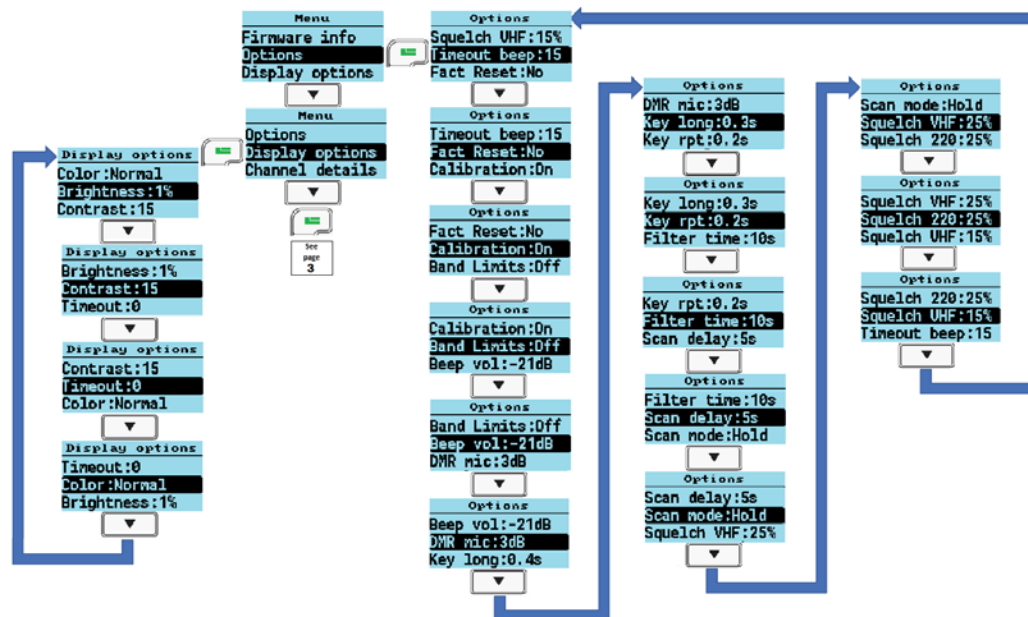 Menu
Firmware info
Options
Display options
Menu
Options
Display options
Channel details
See
page
3
Display options
Color:Normal
Brightness:1%
Contrast:15
Display options
Brightness:1%
Contrast:15
Timeout:0
Display options
Contrast:15
Timeout:0
Color:Normal
Display options
Timeout:0
Color:Normal
Brightness:1%
Options
Squelch VHF:15%
Timeout beep:15
Fact Reset:No
Options
Timeout beep:15
Fact Reset:No
Calibration:On
Options
Fact Reset:No
Calibration:On
Band Limits:Off
Options
Calibration:On
Band Limits:Off
Beep vol:-21dB
Options
Band Limits:Off
Beep vol:-21dB
DMR mic:3dB
Options
Beep vol:-21dB
DMR mic:3dB
Key long:0.4s
Options
DMR mic:3dB
Key long:0.3s
Key rpt:0.2s
Options
Key long:0.3s
Key rpt:0.2s
Filter time:10s
Options
Key rpt:0.2s
Filter time:10s
Scan delay:5s
Options
Filter time:10s
Scan delay:5s
Scan mode:Hold
Options
Scan delay:5s
Scan mode:Hold
Squelch VHF:25%
Options
Scan mode:Hold
Squelch VHF:25%
Squelch 220:25%
Options
Squelch VHF:25%
Squelch 220:25%
Squelch UHF:15%
Options
Squelch 220:25%
Squelch UHF:15%
Timeout beep:15